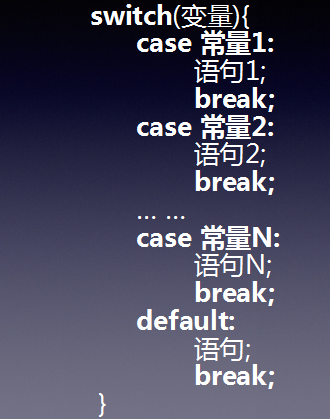 switch(变量){
case 常量1:
语句1;
break;
case 常量2:
语句2;
break;
... ...
case 常量N:
语句N;
break;
default:
语句;
break;
}